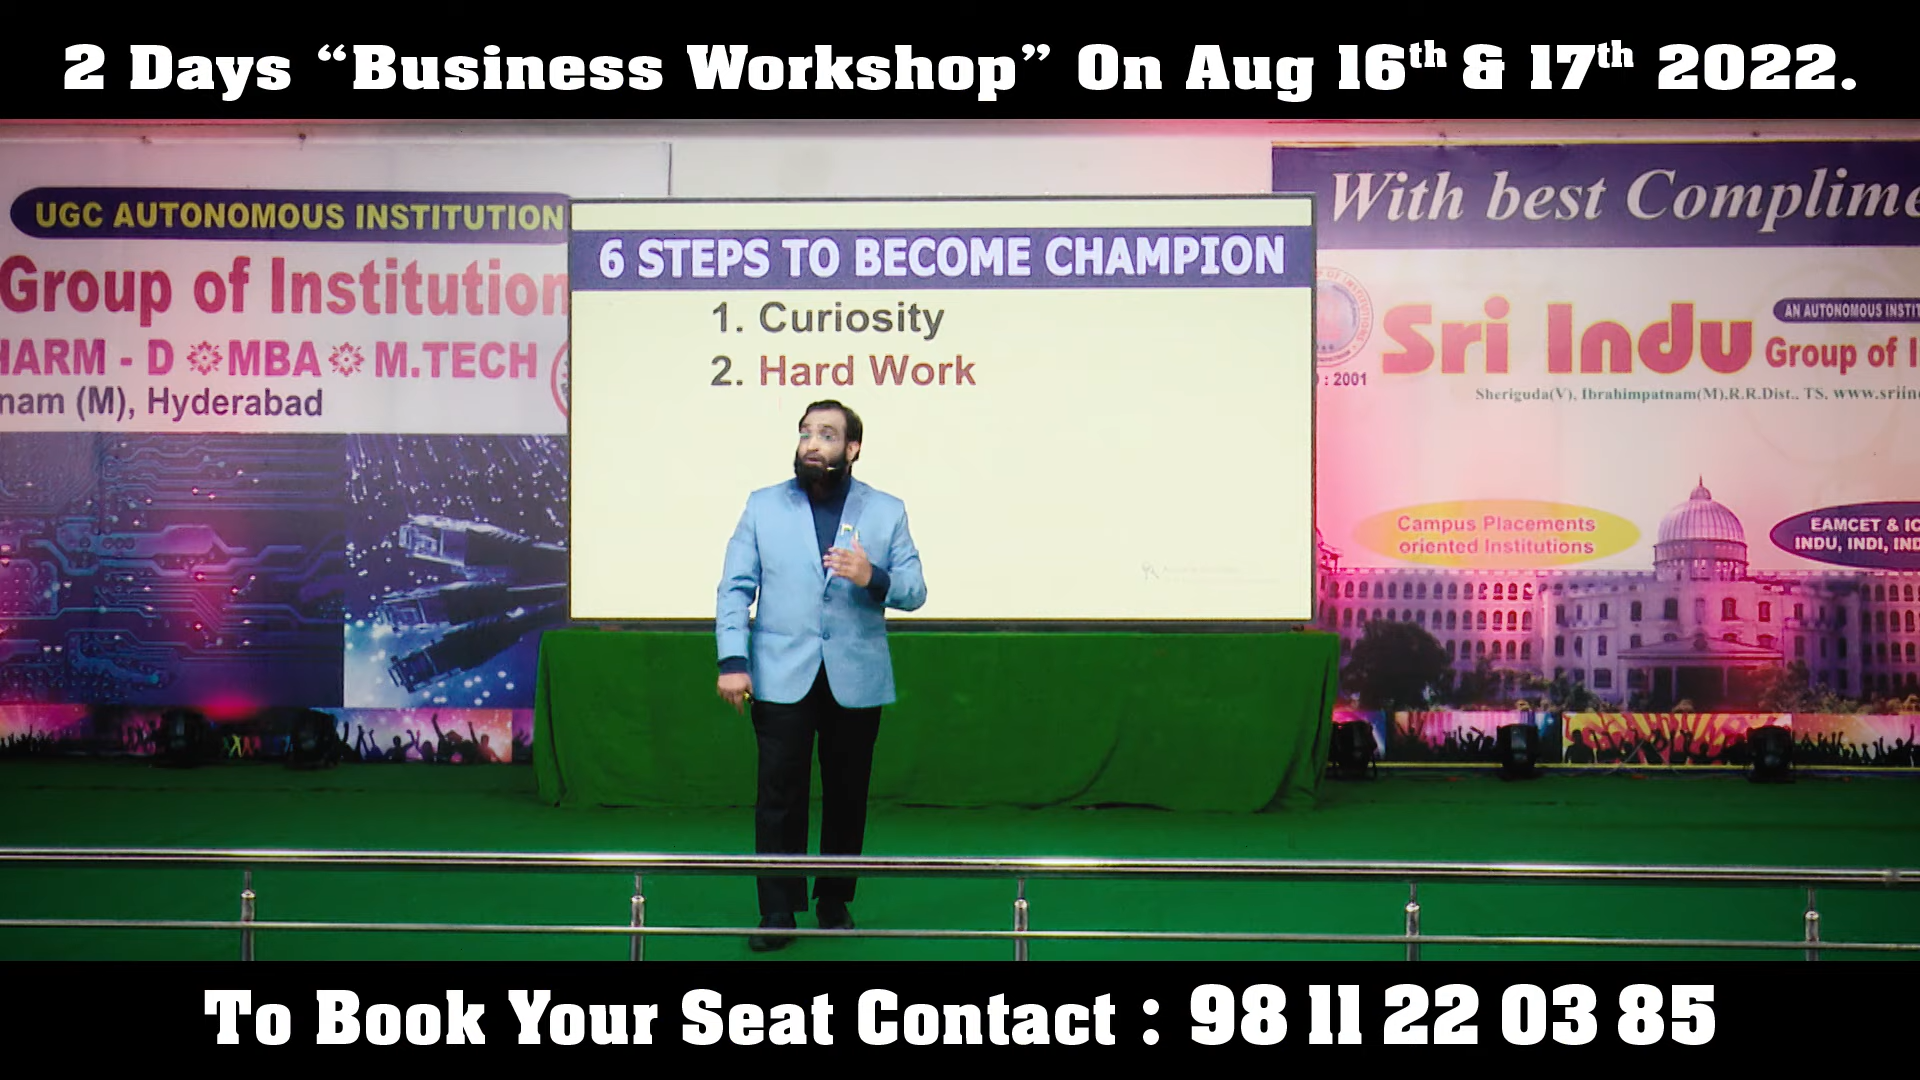 2 Days “Business Workshop” On Aug 16th & 17th 2022.
UGC AUTONOMOUS INSTITUTION
Group of Institution
HARM - D MBA M.TECH
nam (M), Hyderabad
6 STEPS TO BECOME CHAMPION
1. Curiosity
2. Hard Work
With best Complime
AN AUTONOMOUS INSTIT
Sri Indu Group of I
: 2001
Sheriguda(V), Ibrahimpatnam(M),R.R.Dist., TS. www.sriin
Campus Placements
oriented Institutions
EAMCET & IC
INDU, INDI, IND
To Book Your Seat Contact : 98 11 22 03 85